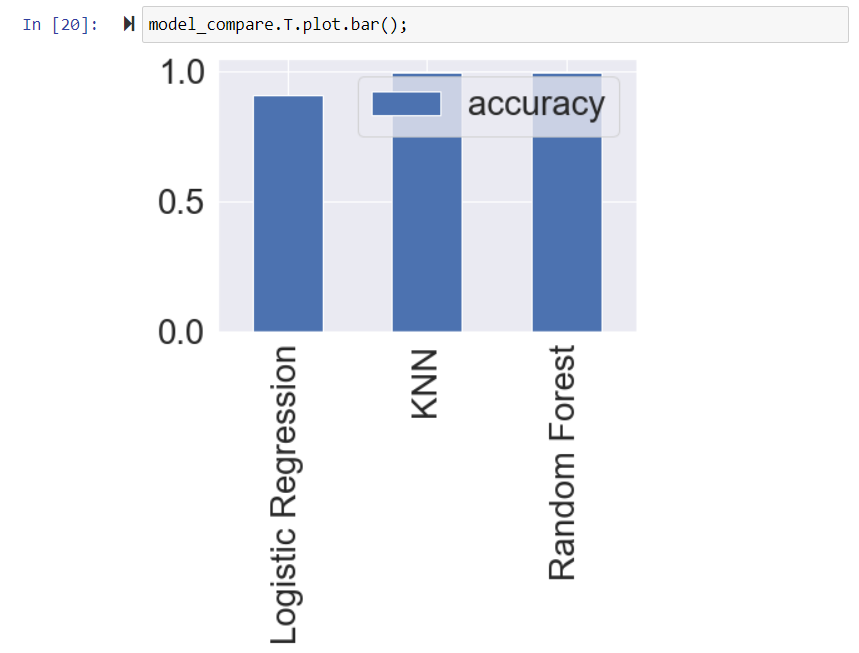 In [20]: model_compare.T.plot.bar();
1.0
accuracy
0.5
0.0
Logistic Regression
KNN
Random Forest